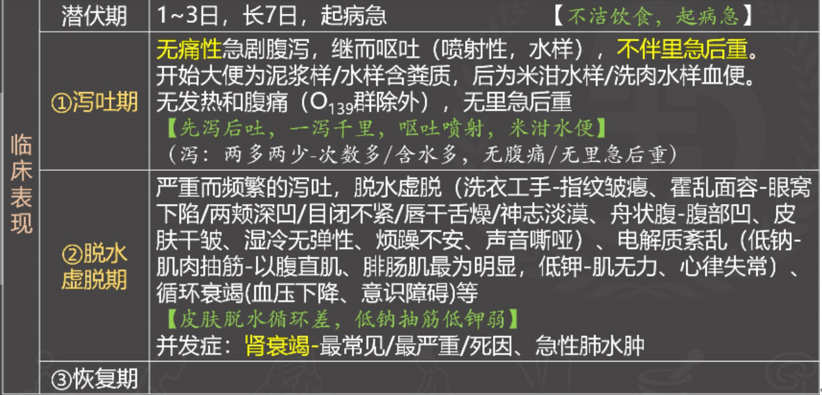 潜伏期 1~3日，长7日，起病急 【不洁饮食，起病急】
临床表现
①泻吐期
无痛性急剧腹泻，继而呕吐（喷射性，水样），不伴里急后重。
开始大便为泥浆样/水样含粪质，后为米泔水样/洗肉水样血便。
无发热和腹痛（O139群除外），无里急后重
【先泻后吐，一泻千里，呕吐喷射，米泔水便】
（泻：两多两少-次数多/含水多，无腹痛/无里急后重）
②脱水
虚脱期
严重而频繁的泻吐，脱水虚脱（洗衣工手-指纹皱瘪、霍乱面容-眼窝
下陷/两颊深凹/目闭不紧/唇干舌燥/神志淡漠、舟状腹-腹部凹、皮
肤干皱、湿冷无弹性、烦躁不安、声音嘶哑）、电解质紊乱（低钠-
肌肉抽筋-以腹直肌、腓肠肌最为明显，低钾-肌无力、心律失常）、
循环衰竭(血压下降、意识障碍)等
【皮肤脱水循环差，低钠抽筋低钾弱】
并发症：肾衰竭-最常见/最严重/死因、急性肺水肿
③恢复期